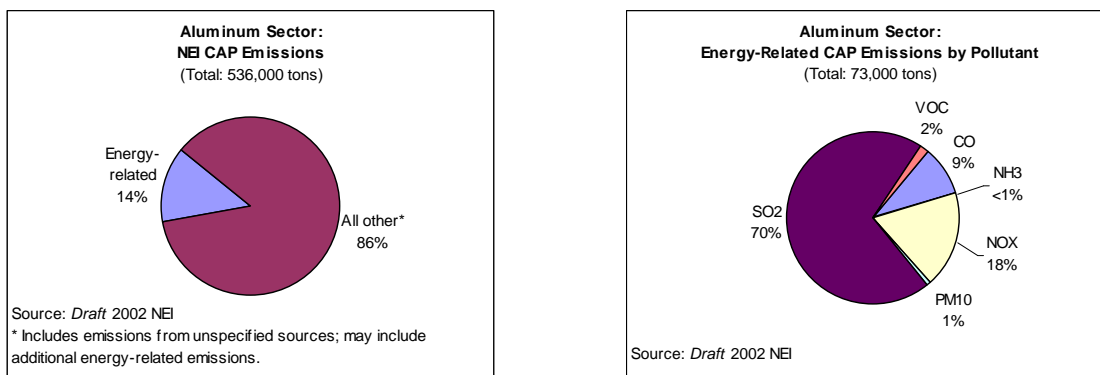 Aluminum Sector:
NEI CAP Emissions
(Total: 536,000 tons)
Energy-
related
14%
All other*
86%
Source: Draft 2002 NEI
* Includes emissions from unspecified sources; may include
additional energy-related emissions.
Aluminum Sector:
Energy-Related CAP Emissions by Pollutant
(Total: 73,000 tons)
VOC
2%
CO
9%
NH3
<1%
SO2
70%
NOX
18%
PM10
1%
Source: Draft 2002 NEI